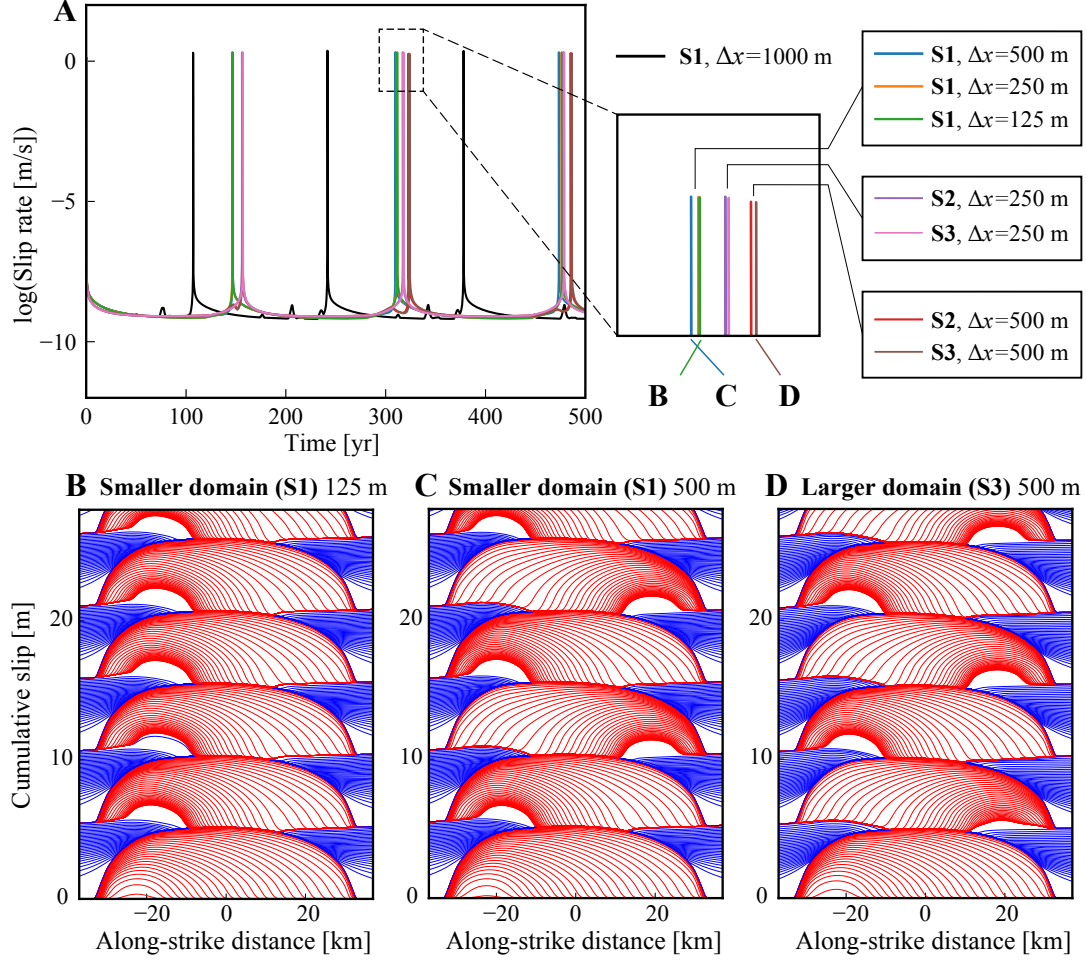 A
log(Slip rate [m/s])
0
−5
−10
0
100
200
300
400
500
Time [yr]
S1, Δx=1000 m
S1, Δx=500 m
S1, Δx=250 m
S1, Δx=125 m
S2, Δx=250 m
S3, Δx=250 m
S2, Δx=500 m
S3, Δx=500 m
B
C
D
B Smaller domain (S1) 125 m
C Smaller domain (S1) 500 m
D Larger domain (S3) 500 m
Cumulative slip [m]
20
10
0
20
10
0
20
10
0
−20 0 20
−20 0 20
−20 0 20
Along-strike distance [km]
Along-strike distance [km]
Along-strike distance [km]